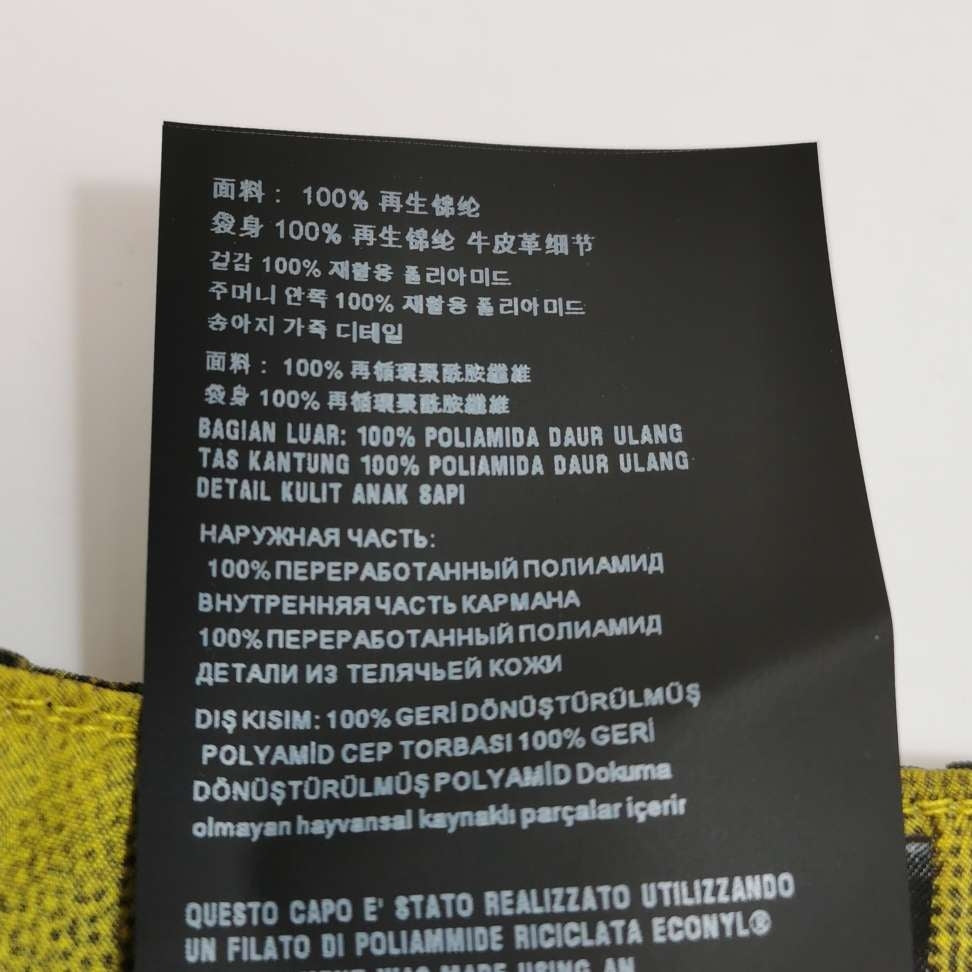 面料： 100% 再生锦纶
袋身 100% 再生锦纶 牛皮革细节
겉감 100% 재활용 폴리아미드
주머니 안쪽 100% 재활용 폴리아미드
송아지 가죽 디테일
面料： 100% 再循環聚酰胺纖維
袋身 100% 再循環聚酰胺纖維
BAGIAN LUAR: 100% POLIAMIDA DAUR ULANG
TAS KANTUNG 100% POLIAMIDA DAUR ULANG
DETAIL KULIT ANAK SAPI
НАРУЖНАЯ ЧАСТЬ:
100% ПЕРЕРАБОТАННЫЙ ПОЛИАМИД
ВНУТРЕННЯЯ ЧАСТЬ КАРМАНА
100% ПЕРЕРАБОТАННЫЙ ПОЛИАМИД
ДЕТАЛИ ИЗ ТЕЛЯЧЬЕЙ КОЖИ
DIŞ KISIM: 100% GERİ DÖNÜŞTÜRÜLMÜŞ
POLYAMİD CEP TORBASI 100% GERİ
DÖNÜŞTÜRÜLMÜŞ POLYAMİD Dokuma
olmayan hayvansal kaynaklı parçalar içerir
QUESTO CAPO E' STATO REALIZZATO UTILIZZANDO
UN FILATO DI POLIAMMIDE RICICLATA ECONYL®
WAS MADE USING AN